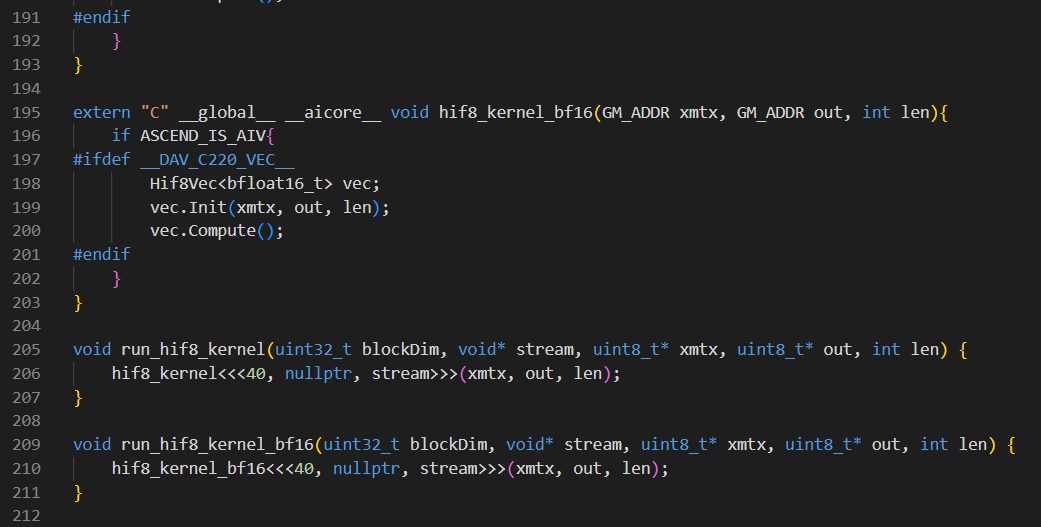 191 #endif
192     }
193 }
194
195 extern "C" __global__ __aicore__ void hif8_kernel_bf16(GM_ADDR xmtx, GM_ADDR out, int len){
196     if ASCEND_IS_AIV{
197 #ifdef __DAV_C220_VEC__
198         Hif8Vec<bfloat16_t> vec;
199         vec.Init(xmtx, out, len);
200         vec.Compute();
201 #endif
202     }
203 }
204
205 void run_hif8_kernel(uint32_t blockDim, void* stream, uint8_t* xmtx, uint8_t* out, int len) {
206     hif8_kernel<<<40, nullptr, stream>>>(xmtx, out, len);
207 }
208
209 void run_hif8_kernel_bf16(uint32_t blockDim, void* stream, uint8_t* xmtx, uint8_t* out, int len) {
210     hif8_kernel_bf16<<<40, nullptr, stream>>>(xmtx, out, len);
211 }
212